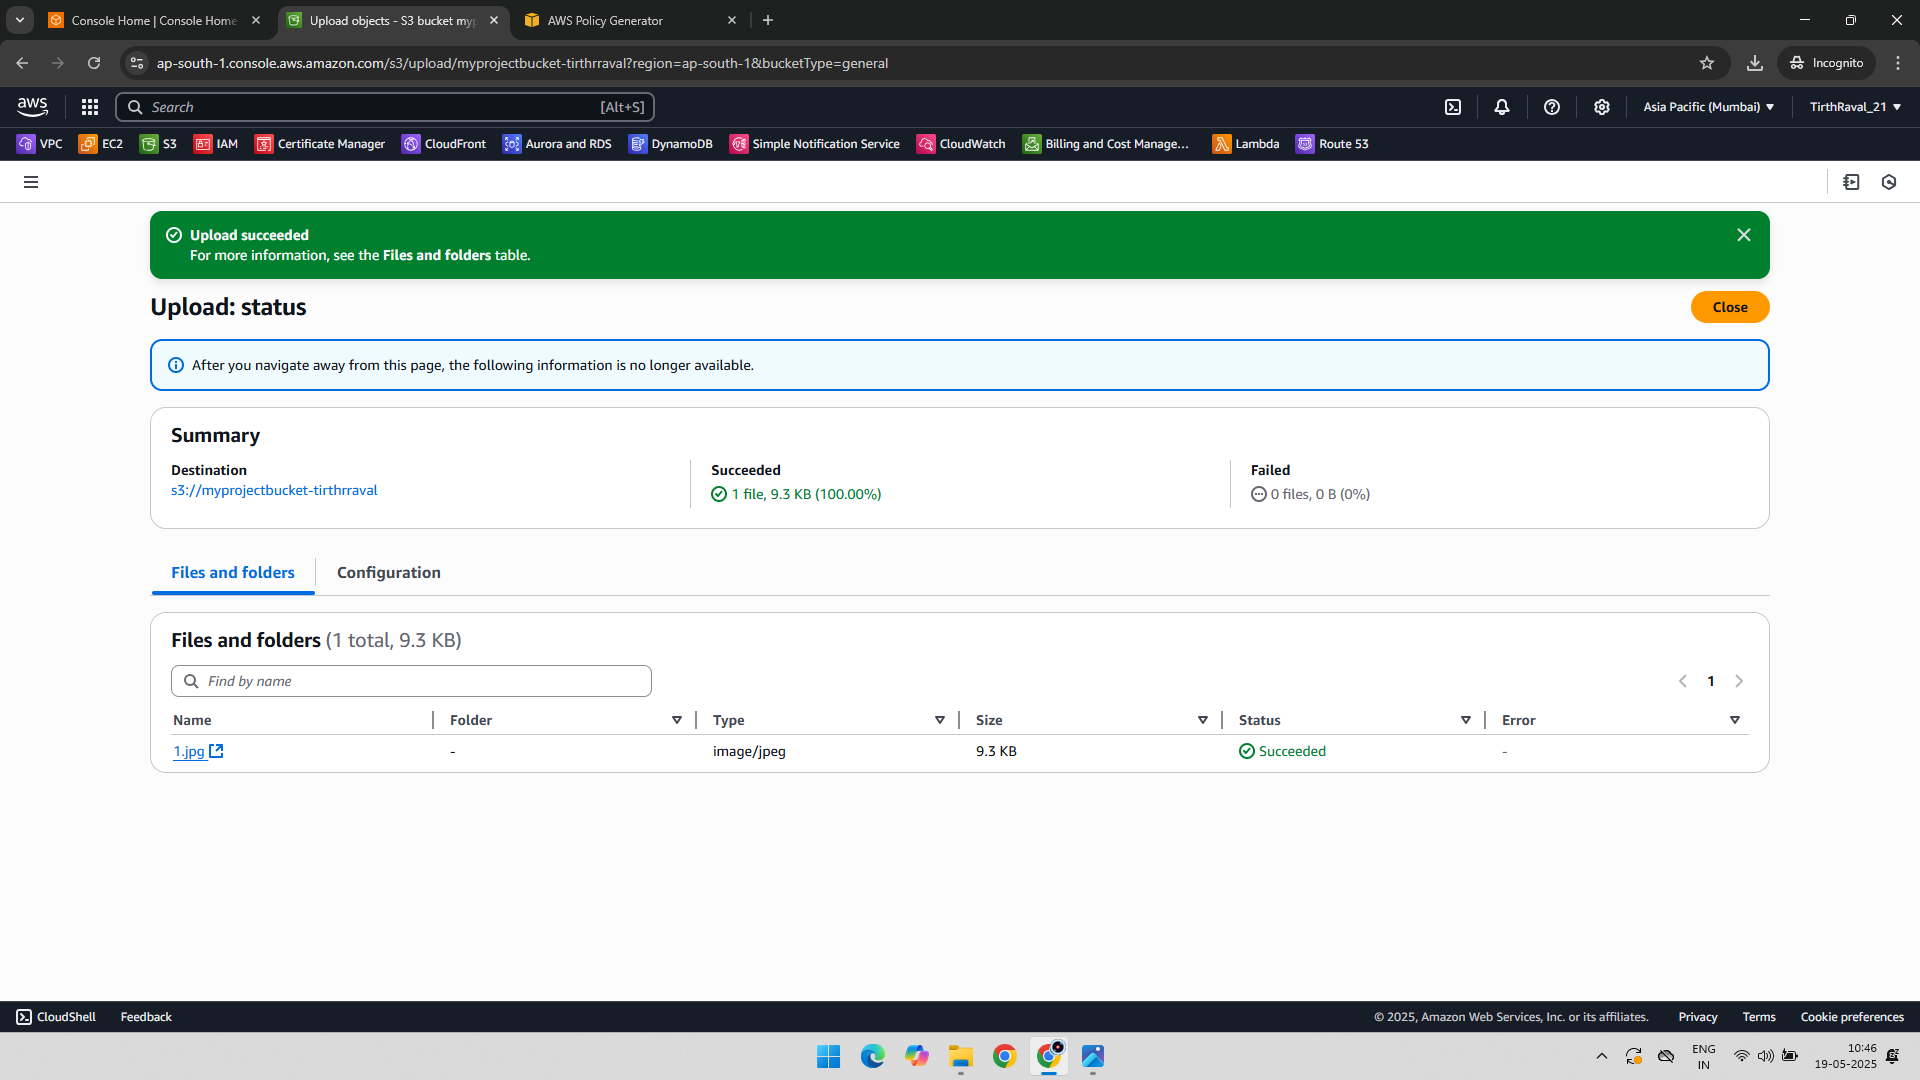 Console Home | Console Home
Upload objects - S3 bucket myp
AWS Policy Generator
ap-south-1.console.aws.amazon.com/s3/upload/myprojectbucket-tirthrraval?region=ap-south-1&bucketType=general
Incognito
aws
Search
[Alt+S]
Asia Pacific (Mumbai)
TirthRaval_21
VPC
EC2
S3
IAM
Certificate Manager
CloudFront
Aurora and RDS
DynamoDB
Simple Notification Service
CloudWatch
Billing and Cost Manage...
Lambda
Route 53
Upload succeeded
For more information, see the Files and folders table.
Upload: status
Close
After you navigate away from this page, the following information is no longer available.
Summary
Destination
s3://myprojectbucket-tirthrraval
Succeeded
1 file, 9.3 KB (100.00%)
Failed
0 files, 0 B (0%)
Files and folders
Configuration
Files and folders (1 total, 9.3 KB)
Find by name
1
Name
Folder
Type
Size
Status
Error
1.jpg
-
image/jpeg
9.3 KB
Succeeded
-
CloudShell
Feedback
© 2025, Amazon Web Services, Inc. or its affiliates.
Privacy
Terms
Cookie preferences
ENG
IN
10:46
19-05-2025